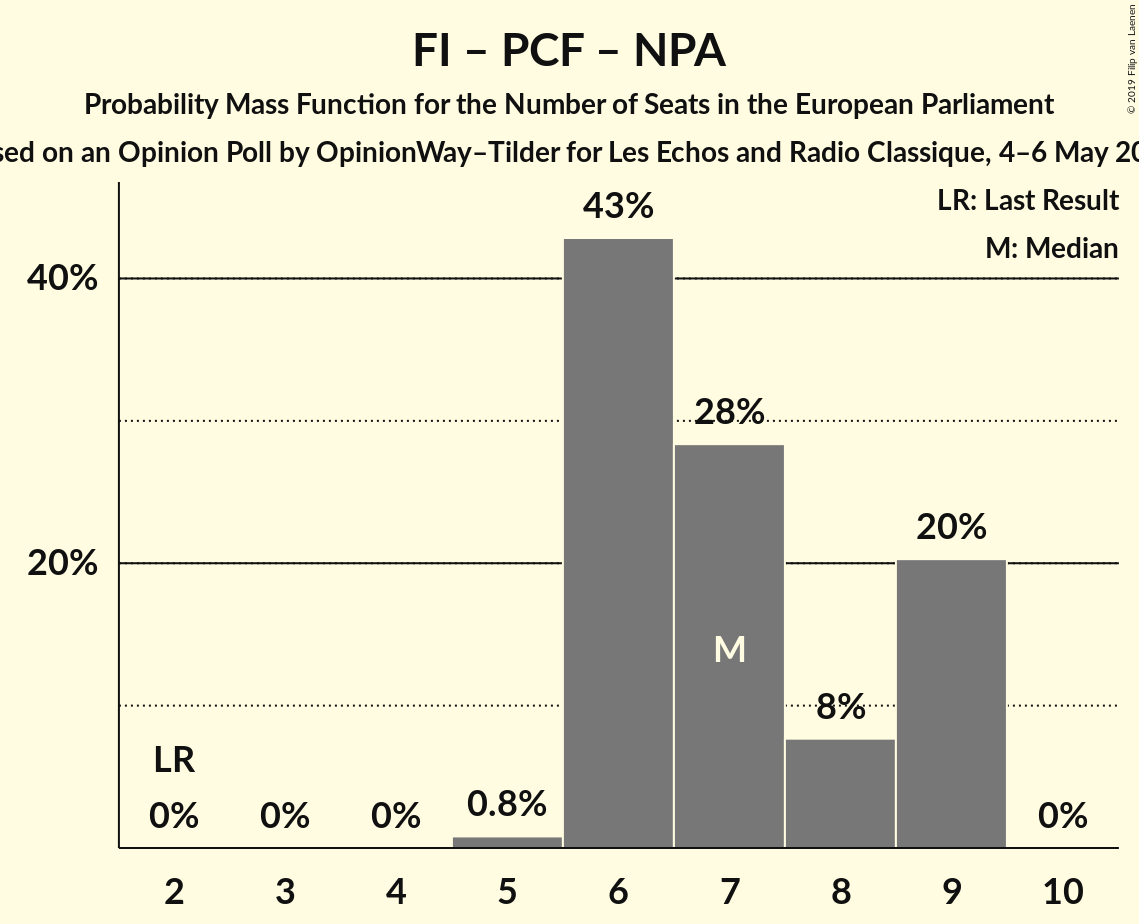 FI – PCF – NPA
Probability Mass Function for the Number of Seats in the European Parliament
on an Opinion Poll by OpinionWay–Tilder for Les Echos and Radio Classique, 4–6 May
© 2019 Filip van Laenen
LR: Last Result
M: Median
43%
40%
28%
20%
20%
M
8%
LR
0%
0%
0%
0.8%
0%
2
3
4
5
6
7
8
9
10